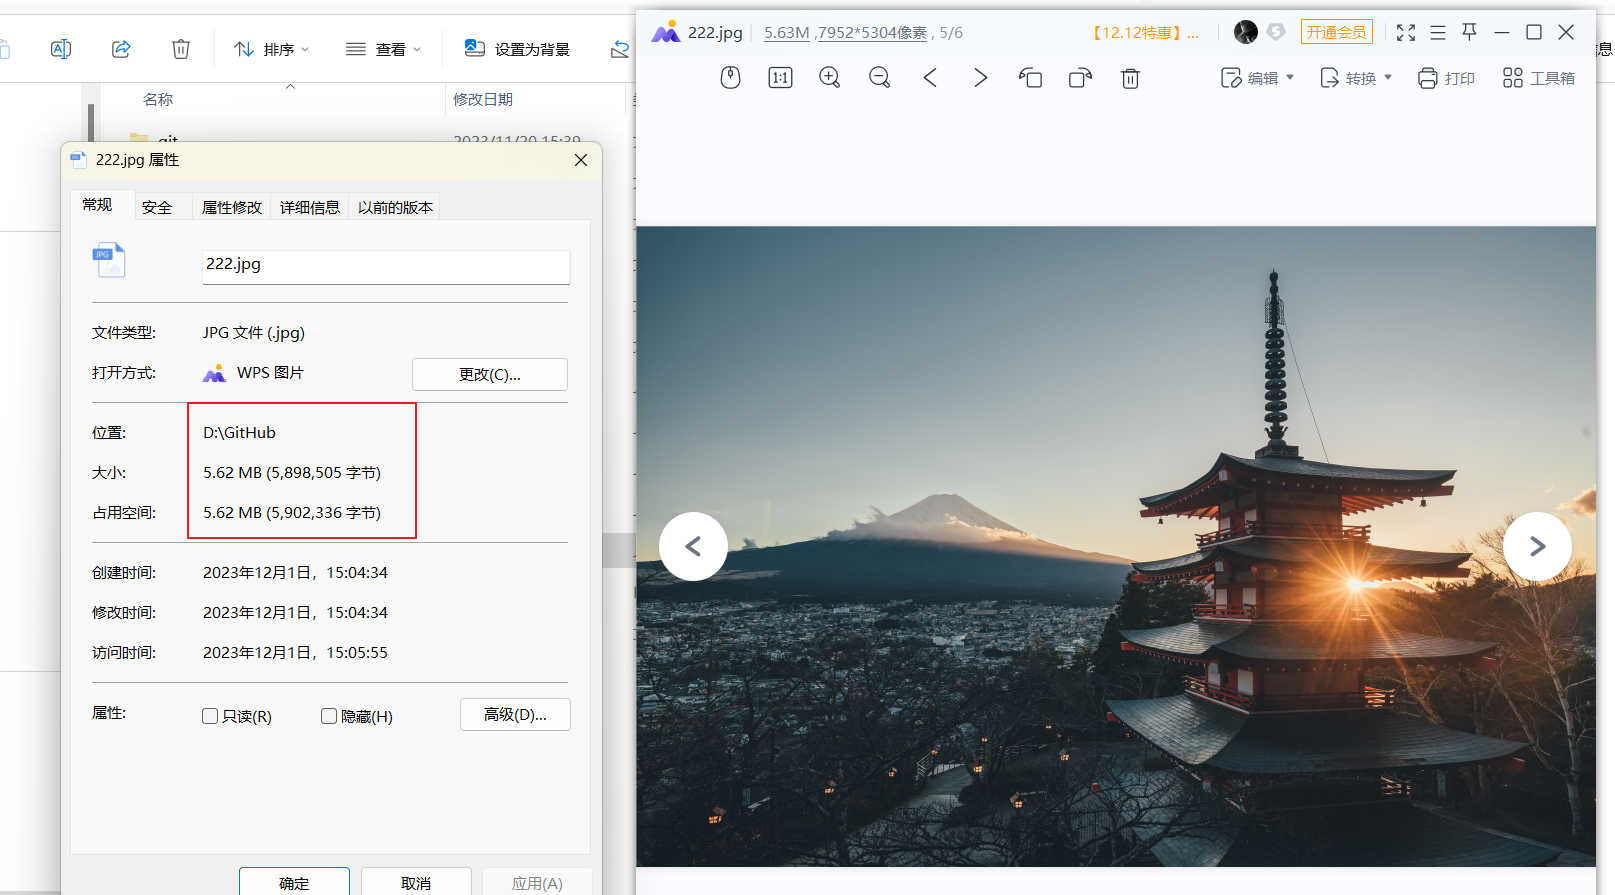 排序
查看
设置为背景
名称
修改日期
git
2023/11/20 15:39
222.jpg 属性
常规
安全
属性修改
详细信息
以前的版本
JPG
222.jpg
文件类型:
JPG 文件 (.jpg)
打开方式:
WPS 图片
更改(C)...
位置:
D:\GitHub
大小:
5.62 MB (5,898,505 字节)
占用空间:
5.62 MB (5,902,336 字节)
创建时间:
2023年12月1日，15:04:34
修改时间:
2023年12月1日，15:04:34
访问时间:
2023年12月1日，15:05:55
属性:
只读(R)
隐藏(H)
高级(D)...
确定
取消
应用(A)
222.jpg
5.63M ,7952*5304像素 , 5/6
【12.12特惠】 ...
开通会员
1:1
编辑
转换
打印
工具箱
息